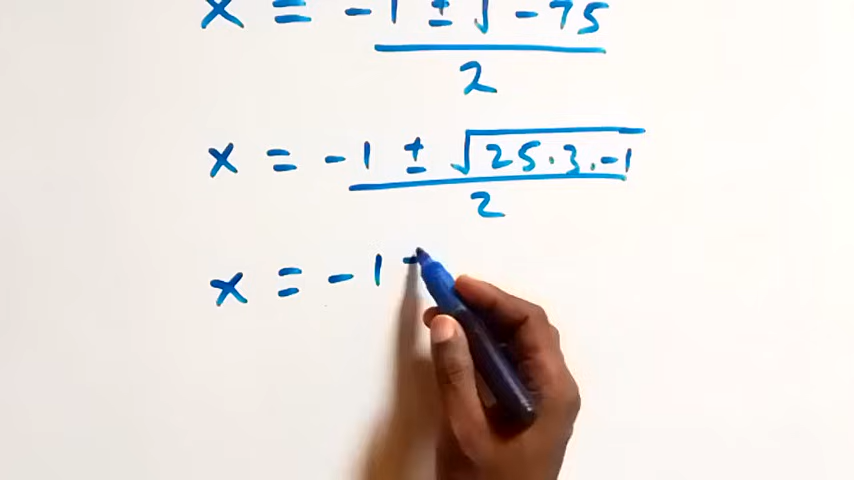 x = -1 ± √-75
2
x = -1 ± √25·3·-1
2
x = -1